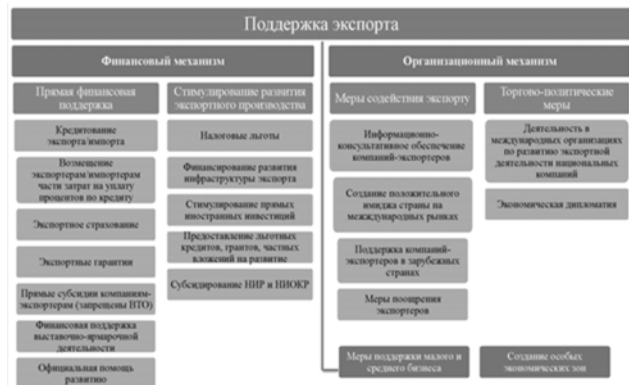 Поддержка экспорта
Финансовый механизм
Организационный механизм
Прямая финансовая
поддержка
Стимулирование развития
экспортного производства
Меры содействия экспорту
Торгово-политические
меры
Кредитование
экспорта/импорта
Возмещение
экспортерам/импортерам
части затрат на уплату
процентов по кредиту
Экспортное страхование
Экспортные гарантии
Прямые субсидии компаниям-
экспортерам (запрещены ВТО)
Финансовая поддержка
выставочно-ярмарочной
деятельности
Официальная помощь
развитию
Налоговые льготы
Финансирование развития
инфраструктуры экспорта
Стимулирование прямых
иностранных инвестиций
Предоставление льготных
кредитов, грантов, частных
вложений на развитие
Субсидирование НИР и НИОКР
Информационно-
консультативное обеспечение
компаний-экспортеров
Создание положительного
имиджа страны на
международных рынках
Поддержка компаний-
экспортеров в зарубежных
странах
Меры поощрения
экспортеров
Деятельность в
международных организациях
по развитию экспортной
деятельности национальных
компаний
Экономическая дипломатия
Меры поддержки малого и
среднего бизнеса
Создание особых
экономических зон